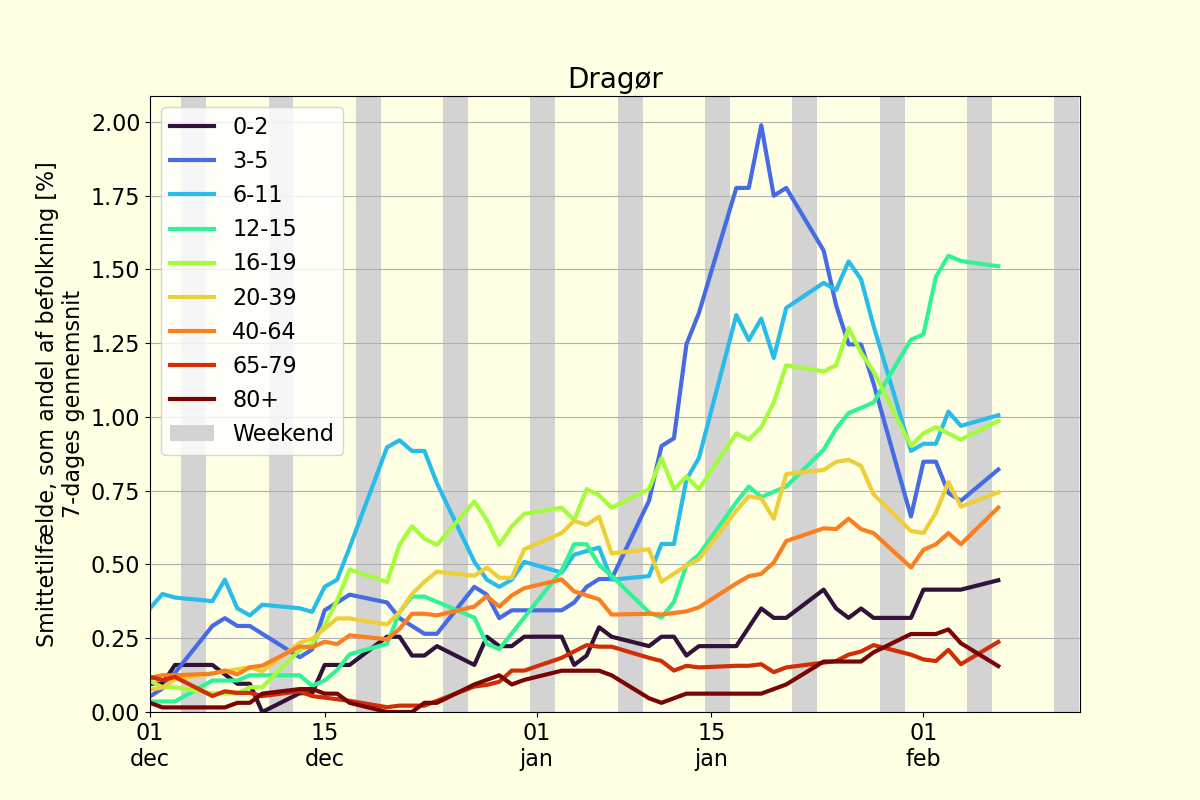 Dragør
Smittetilfælde, som andel af befolkning [%]
7-dages gennemsnit
2.00
1.75
1.50
1.25
1.00
0.75
0.50
0.25
0.00
0-2
3-5
6-11
12-15
16-19
20-39
40-64
65-79
80+
Weekend
01
dec
15
dec
01
jan
15
jan
01
feb